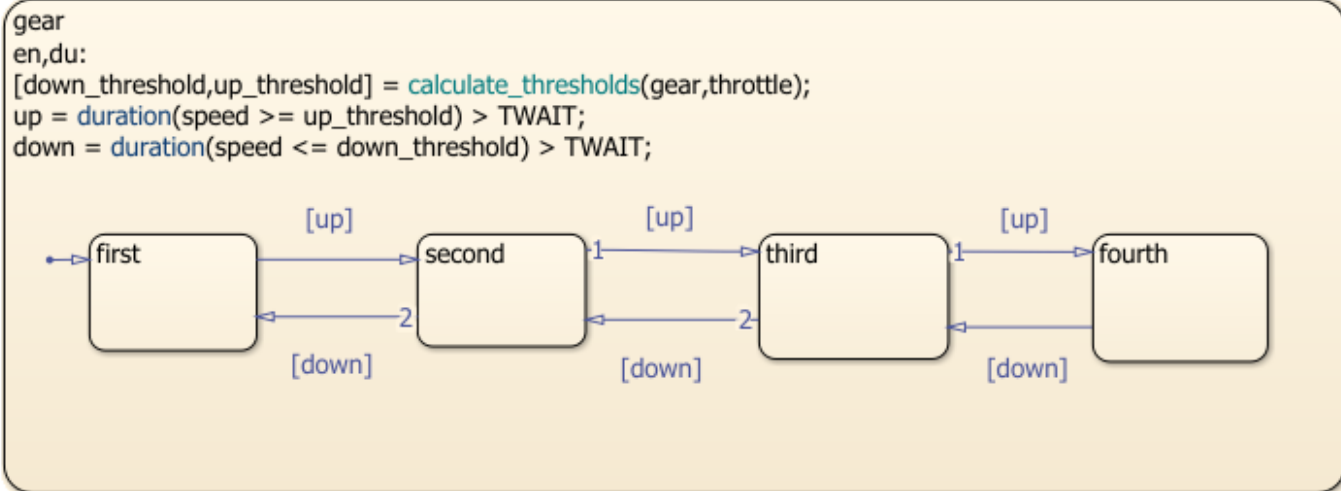 gear
en,du:
[down_threshold,up_threshold] = calculate_thresholds(gear,throttle);
up = duration(speed >= up_threshold) > TWAIT;
down = duration(speed <= down_threshold) > TWAIT;
[up] [up] [up]
first second 1 third 1 fourth
2 2
[down] [down] [down]